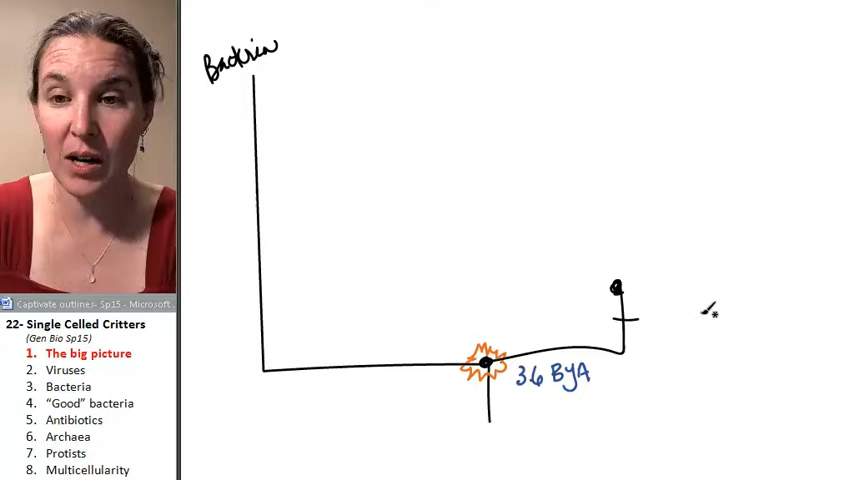 Bacteria
3.6 ByA
Captivate outlines- Sp15 - Microsoft
22- Single Celled Critters
(Gen Bio Sp15)
1. The big picture
2. Viruses
3. Bacteria
4. “Good” bacteria
5. Antibiotics
6. Archaea
7. Protists
8. Multicellularity